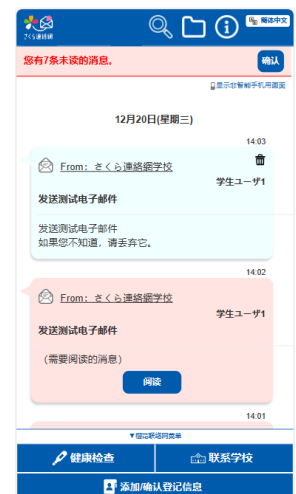 さくら連絡網
簡体中文
您有7条未读的消息。
确认
显示非智能手机用画面
12月20日(星期三)
14:03
From: さくら連絡網学校
学生ユーザ1
发送测试电子邮件
发送测试电子邮件
如果您不知道，请丢弃它。
14:02
From: さくら連絡網学校
学生ユーザ1
发送测试电子邮件
（需要阅读的消息）
阅读
14:01
健康检查
联系学校
添加/确认登记信息